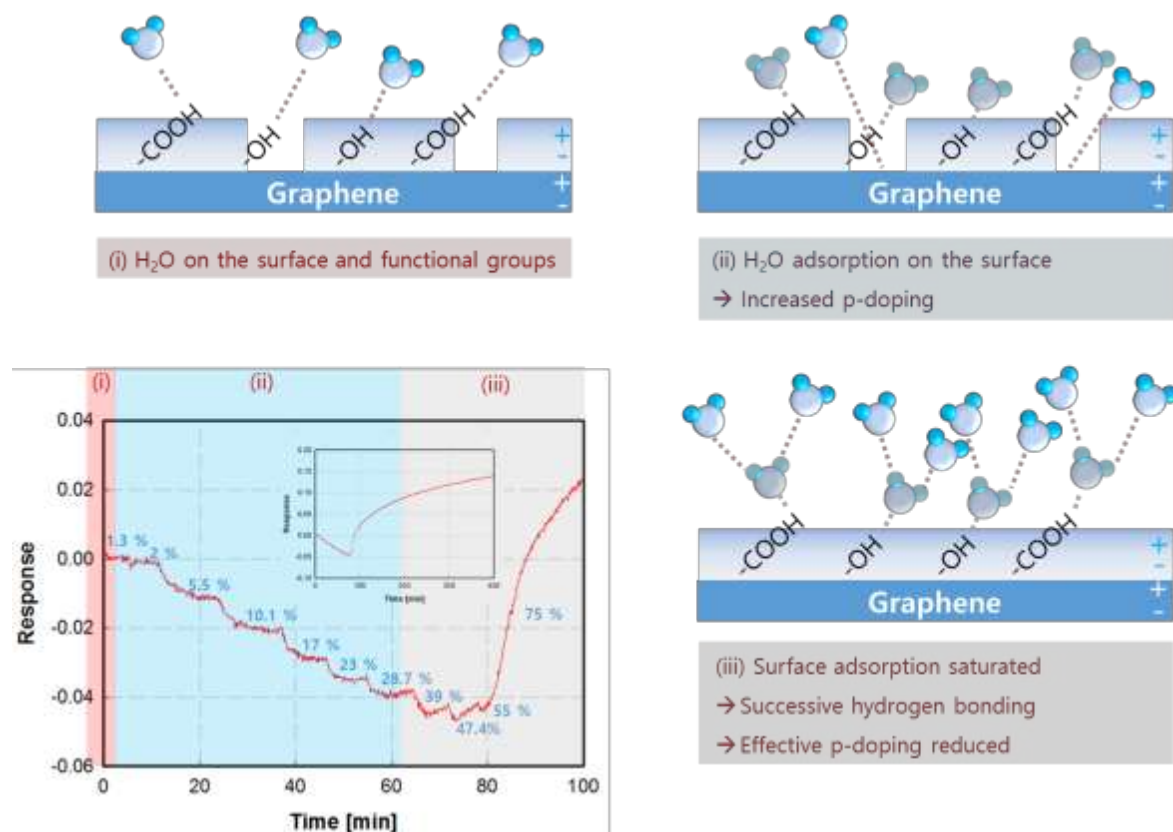 -COOH
-OH
-OH
-COOH
+
-
Graphene
+
-
(i) H₂O on the surface and functional groups
-COOH
-OH
-OH
-COOH
+
-
Graphene
+
-
(ii) H₂O adsorption on the surface
→ Increased p-doping
(i)
(ii)
(iii)
0.04
0.02
0.00
-0.02
-0.04
-0.06
Response
1.3 %
2 %
5.5 %
10.1 %
17 %
23 %
28.7 %
39 %
47.4%
55 %
75 %
Response
Time [min]
0
20
40
60
80
100
Time [min]
-COOH
-OH
-OH
-COOH
+
-
Graphene
+
-
(iii) Surface adsorption saturated
→ Successive hydrogen bonding
→ Effective p-doping reduced